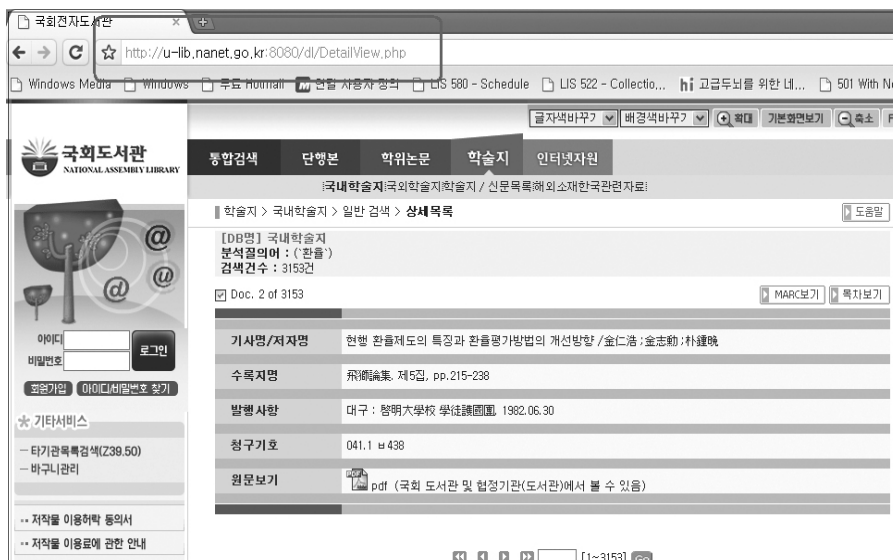 국회전자도서관
http://u-lib.nanet.go.kr:8080/dl/DetailView.php
Windows Media Windows 무료 Hotmail 연필 사용자 정의 LIS 580 - Schedule LIS 522 - Collectio... hi 고급두뇌를 위한 네... 501 With Ne
글자색바꾸기 배경색바꾸기 확대 기본화면보기 축소
국회도서관
NATIONAL ASSEMBLY LIBRARY
통합검색 단행본 학위논문 학술지 인터넷자원
국내학술지|국외학술지|학술지 / 신문목록|해외소재한국관련자료|
학술지 > 국내학술지 > 일반 검색 > 상세목록
도움말
[DB명] 국내학술지
분석질의어 : (`환율`)
검색건수 : 3153건
Doc. 2 of 3153
MARC보기 목차보기
기사명/저자명 현행 환율제도의 특징과 환율평가방법의 개선방향 /金仁浩;金志勳;朴鍾晩
수록지명 論集. 제5집, pp.215-238
발행사항 대구 : 啓明大學校 學徒護國團, 1982.06.30
청구기호 041.1 ㅂ438
원문보기 pdf (국회 도서관 및 협정기관(도서관)에서 볼 수 있음)
[1~3153] Go
아이디
비밀번호
로그인
회원가입 아이디/비밀번호 찾기
기타서비스
타기관목록검색(Z39.50)
바구니관리
저작물 이용허락 동의서
저작물 이용료에 관한 안내